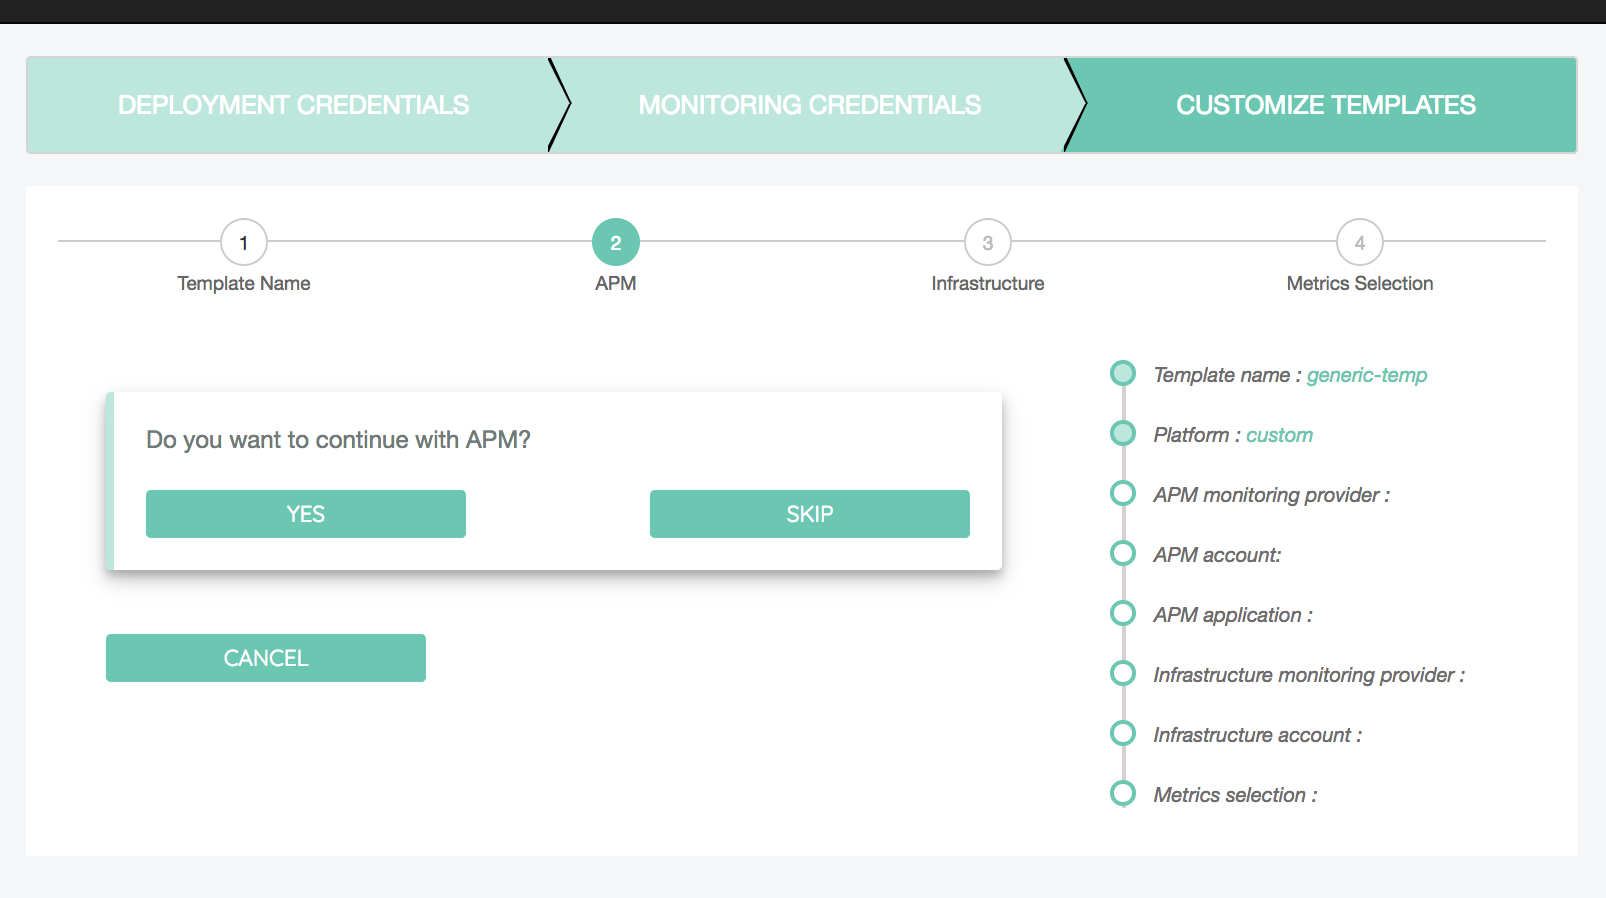 DEPLOYMENT CREDENTIALS
MONITORING CREDENTIALS
CUSTOMIZE TEMPLATES
1
2
3
4
Template Name
APM
Infrastructure
Metrics Selection
Do you want to continue with APM?
YES
SKIP
CANCEL
Template name : generic-temp
Platform : custom
APM monitoring provider :
APM account:
APM application :
Infrastructure monitoring provider :
Infrastructure account :
Metrics selection :